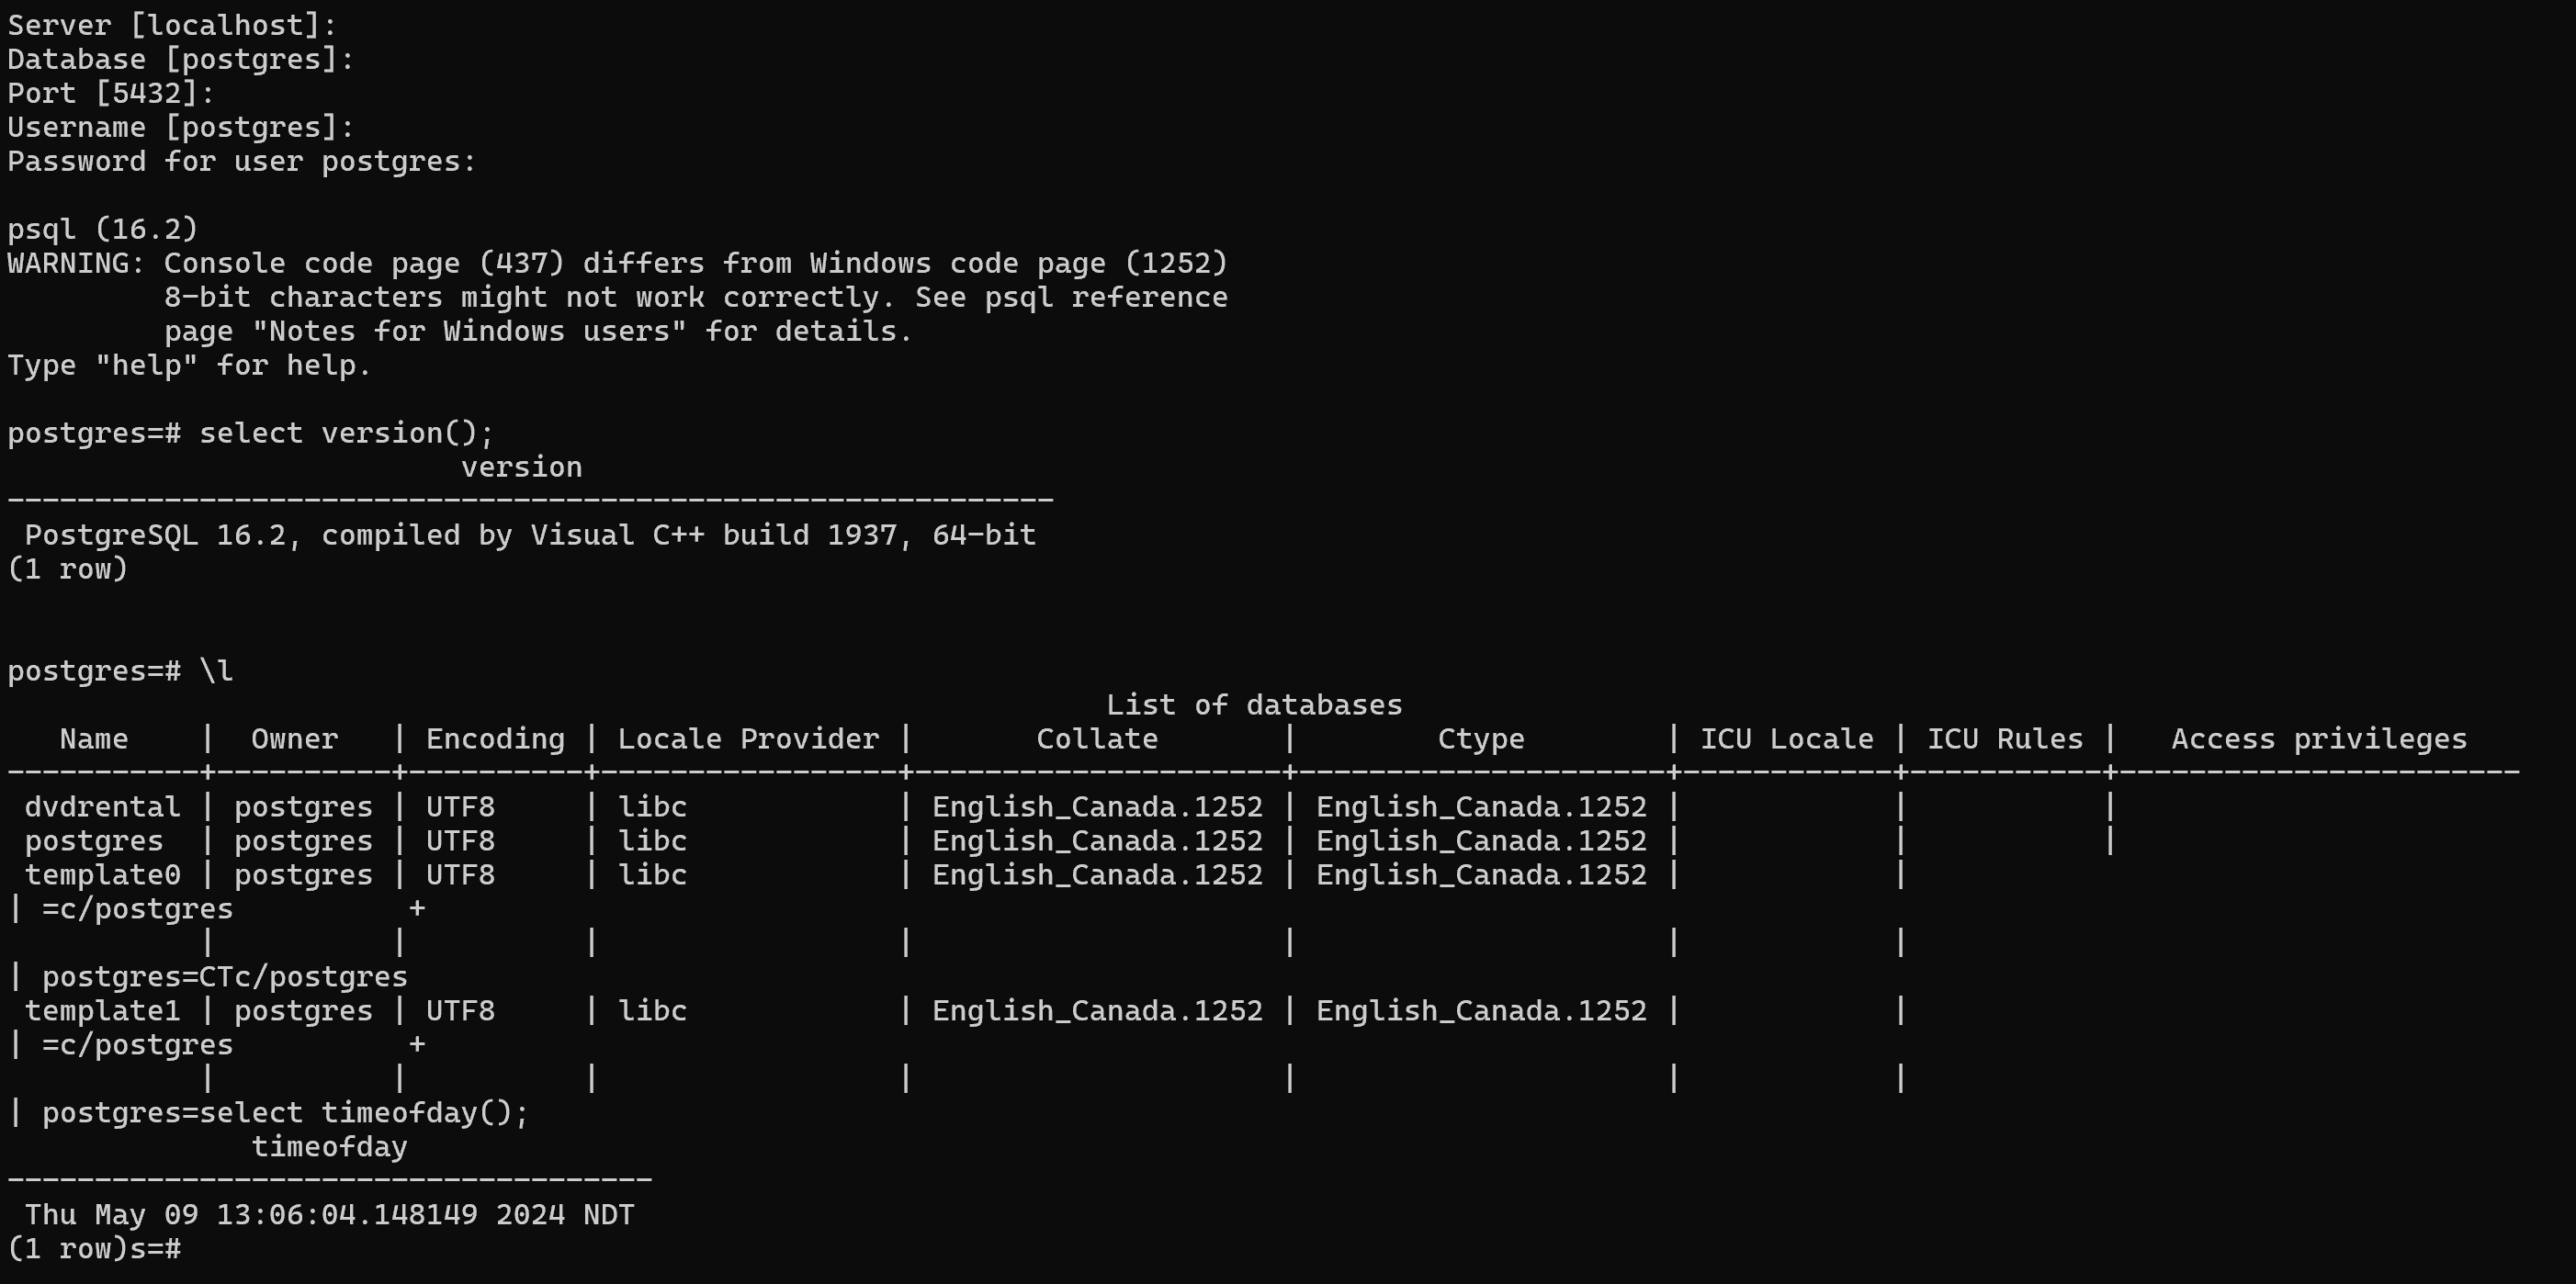 Server [localhost]:
Database [postgres]:
Port [5432]:
Username [postgres]:
Password for user postgres:

psql (16.2)
WARNING: Console code page (437) differs from Windows code page (1252)
         8-bit characters might not work correctly. See psql reference
         page "Notes for Windows users" for details.
Type "help" for help.

postgres=# select version();
                          version
------------------------------------------------------------
 PostgreSQL 16.2, compiled by Visual C++ build 1937, 64-bit
(1 row)


postgres=# \l
                                                               List of databases
   Name    |  Owner   | Encoding | Locale Provider |       Collate       |        Ctype        | ICU Locale | ICU Rules |   Access privileges
-----------+----------+----------+-----------------+---------------------+---------------------+------------+-----------+-----------------------
 dvdrental | postgres | UTF8     | libc            | English_Canada.1252 | English_Canada.1252 |            |           |
 postgres  | postgres | UTF8     | libc            | English_Canada.1252 | English_Canada.1252 |            |           |
 template0 | postgres | UTF8     | libc            | English_Canada.1252 | English_Canada.1252 |            |
| =c/postgres          +
           |          |          |                 |                     |                     |            |
| postgres=CTc/postgres
 template1 | postgres | UTF8     | libc            | English_Canada.1252 | English_Canada.1252 |            |
| =c/postgres          +
           |          |          |                 |                     |                     |            |
| postgres=select timeofday();
              timeofday
-------------------------------------
 Thu May 09 13:06:04.148149 2024 NDT
(1 row)s=#